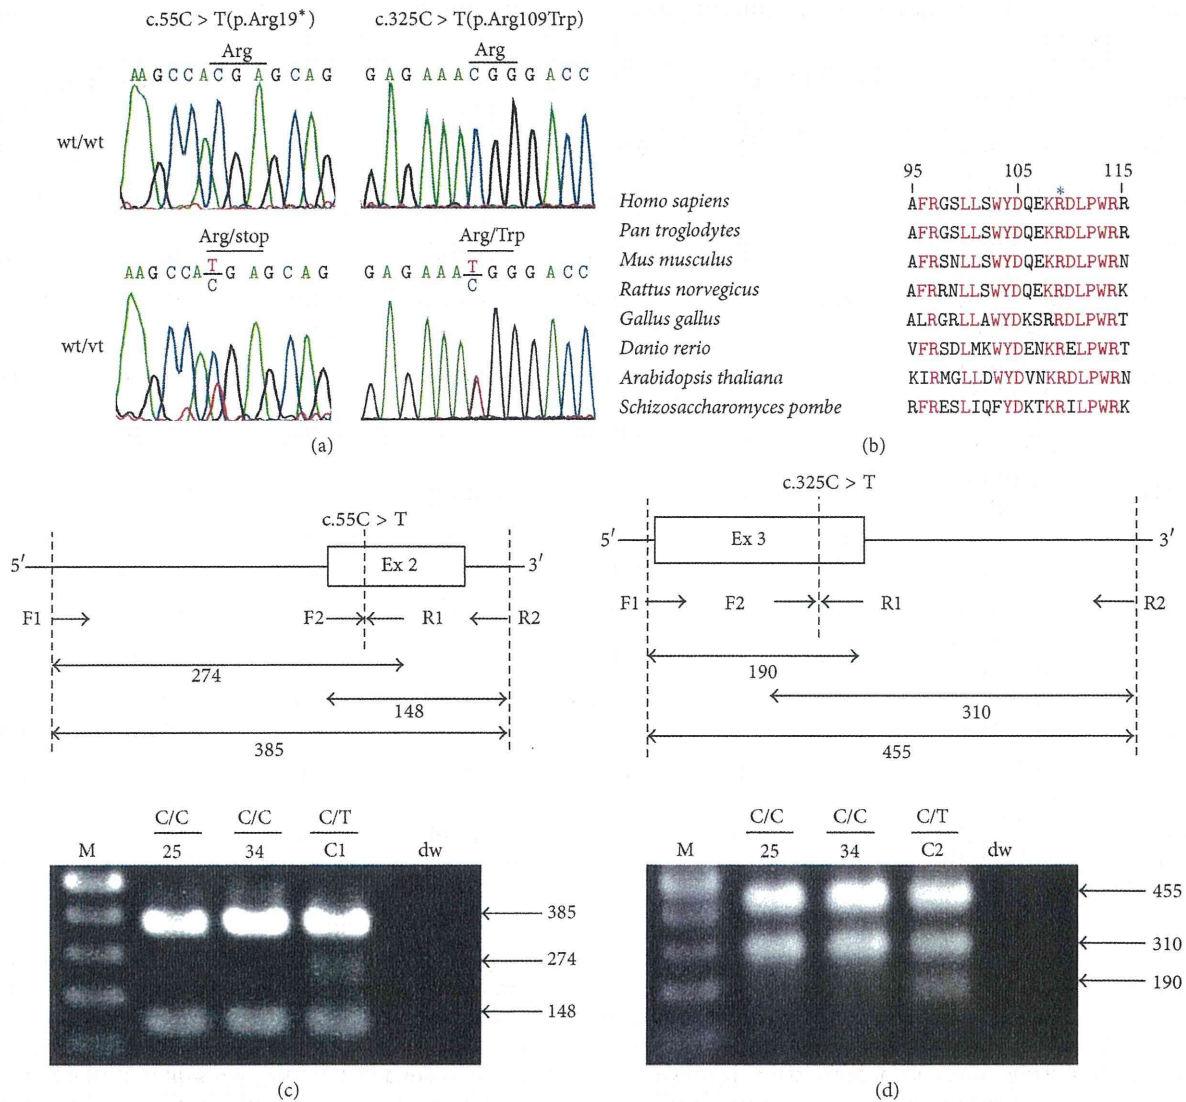 c.55C > T(p.Arg19*)
c.325C > T(p.Arg109Trp)
Arg
Arg
AAGCCACGAGCAG
GAGAAACGGGACC
wt/wt
Arg/stop
Arg/Trp
AAGCCATGAGCAG
C
GAGAAATGGGACC
C
wt/vt
(a)
95 105 115
*
Homo sapiens AFRGSLLSWYDQEKRDLPWRR
Pan troglodytes AFRGSLLSWYDQEKRDLPWRR
Mus musculus AFRSNLLSWYDQEKRDLPWRN
Rattus norvegicus AFRRNLLSWYDQEKRDLPWRK
Gallus gallus ALRGRLLAWYDKSRRDLPWRT
Danio rerio VFRSDLMKWYDENKRELPWRT
Arabidopsis thaliana KIRMGLLDWYDVNKRDLPWRN
Schizosaccharomyces pombe RFRESLIQFYDKTKRILPWRK
(b)
c.55C > T
5′ Ex 2 3′
F1 F2 R1 R2
274
148
385
C/C C/C C/T
M 25 34 C1 dw
385
274
148
(c)
c.325C > T
5′ Ex 3 3′
F1 F2 R1 R2
190
310
455
C/C C/C C/T
M 25 34 C2 dw
455
310
190
(d)